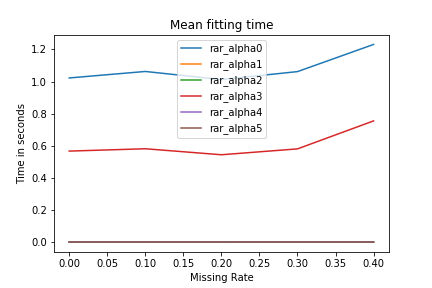 Mean fitting time
rar_alpha0
rar_alpha1
rar_alpha2
rar_alpha3
rar_alpha4
rar_alpha5
Time in seconds
1.2
1.0
0.8
0.6
0.4
0.2
0.0
0.00 0.05 0.10 0.15 0.20 0.25 0.30 0.35 0.40
Missing Rate